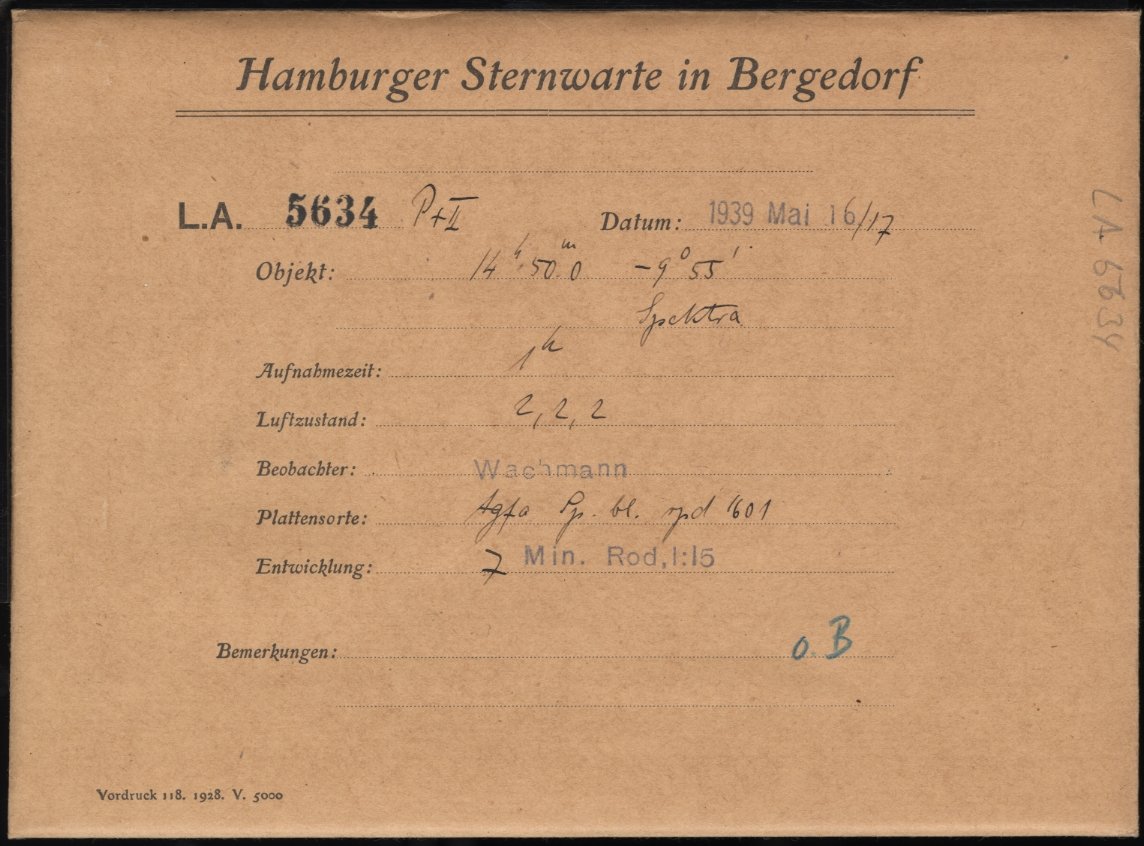 Hamburger Sternwarte in Bergedorf
L.A. 5634 P+II Datum: 1939 Mai 16/17
Objekt: 14ʰ 50ᵐ.0 -9° 55'
Spektra
Aufnahmezeit: 1ʰ
Luftzustand: 2, 2, 2
Beobachter: Wachmann
Plattensorte: Agfa Sp. bl. rpd 1601
Entwicklung: 7 Min. Rod, 1:15
Bemerkungen: o. B
Vordruck 118. 1928. V. 5000
LA 5634